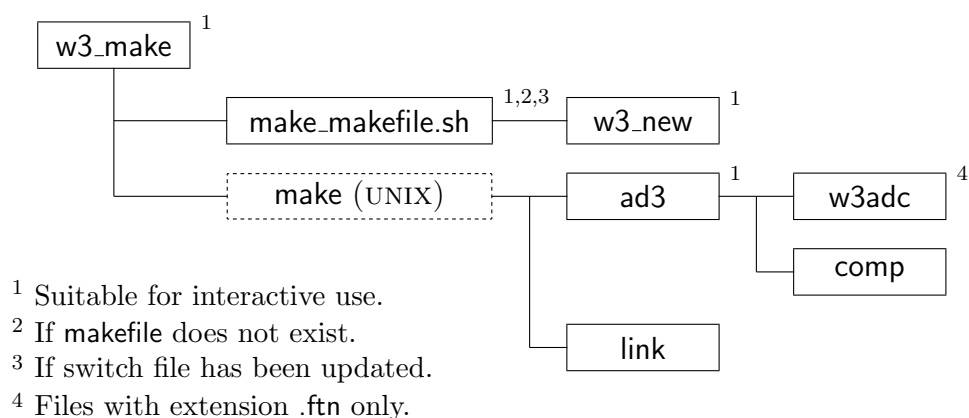 w3_make 1
make_makefile.sh 1,2,3 w3_new 1
make (UNIX) ad3 1 w3adc 4
comp
1 Suitable for interactive use.
2 If makefile does not exist.
link
3 If switch file has been updated.
4 Files with extension .ftn only.